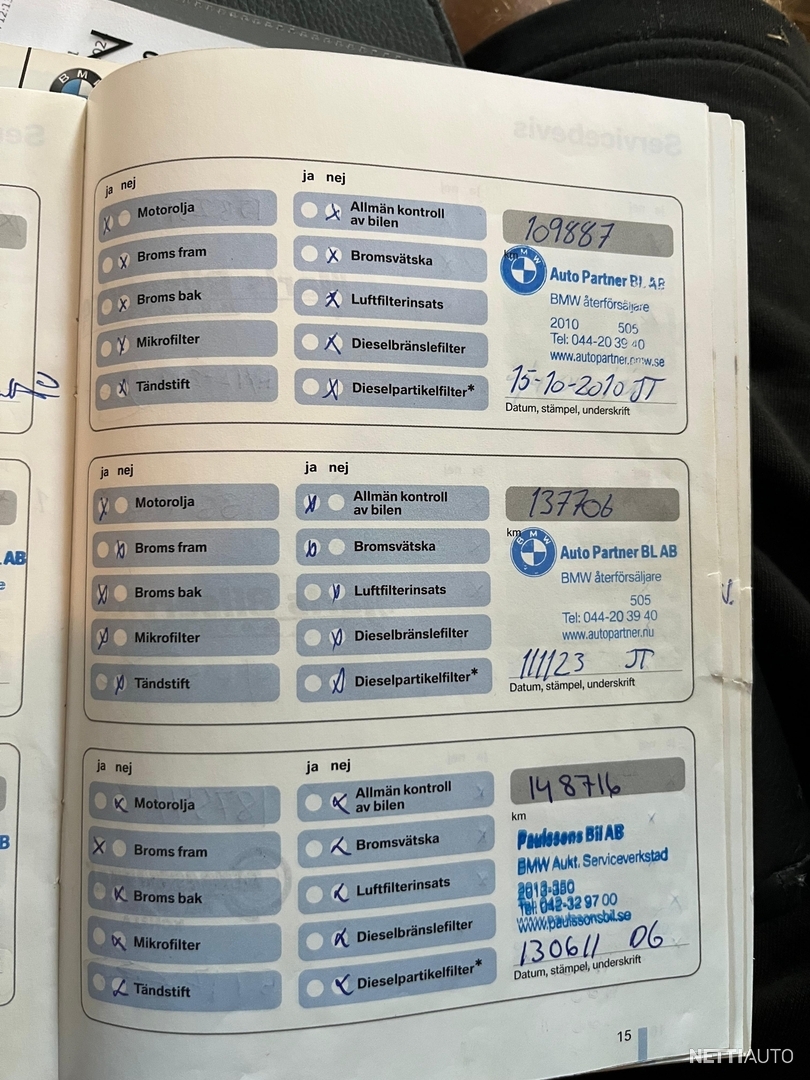 Servicebevis
ja nej
Motorolja
Broms fram
Broms bak
Mikrofilter
Tändstift
ja nej
Allmän kontroll
av bilen
Bromsvätska
Luftfilterinsats
Dieselbränslefilter
Dieselpartikelfilter*
109887
km
BMW
Auto Partner BL AB
BMW återförsäljare
2010 505
Tel: 044-20 39 40
www.autopartner.bmw.se
15-10-2010 JT
Datum, stämpel, underskrift
ja nej
Motorolja
Broms fram
Broms bak
Mikrofilter
Tändstift
ja nej
Allmän kontroll
av bilen
Bromsvätska
Luftfilterinsats
Dieselbränslefilter
Dieselpartikelfilter*
137706
km
BMW
Auto Partner BL AB
BMW återförsäljare
505
Tel: 044-20 39 40
www.autopartner.nu
111123 JT
Datum, stämpel, underskrift
ja nej
Motorolja
Broms fram
Broms bak
Mikrofilter
Tändstift
ja nej
Allmän kontroll
av bilen
Bromsvätska
Luftfilterinsats
Dieselbränslefilter
Dieselpartikelfilter*
148716
km
Paulssons Bil AB
BMW Aukt. Serviceverkstad
2013-350
Tel: 042-32 97 00
www.paulssonsbil.se
130611 DG
Datum, stämpel, underskrift
15
NETTIAUTO